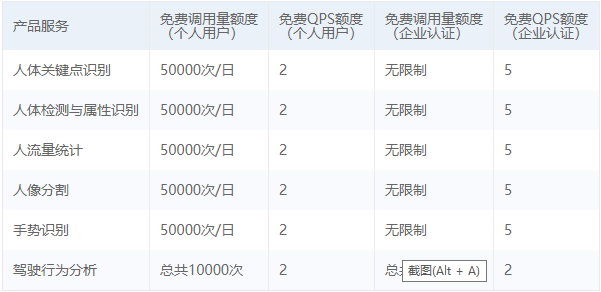 产品服务 免费调用量额度 免费QPS额度 免费调用量额度 免费QPS额度
（个人用户） （个人用户） （企业认证） （企业认证）
人体关键点识别 50000次/日 2 无限制 5
人体检测与属性识别 50000次/日 2 无限制 5
人流量统计 50000次/日 2 无限制 5
人像分割 50000次/日 2 无限制 5
手势识别 50000次/日 2 无限制 5
驾驶行为分析 总共10000次 2 总 截图(Alt + A) 2